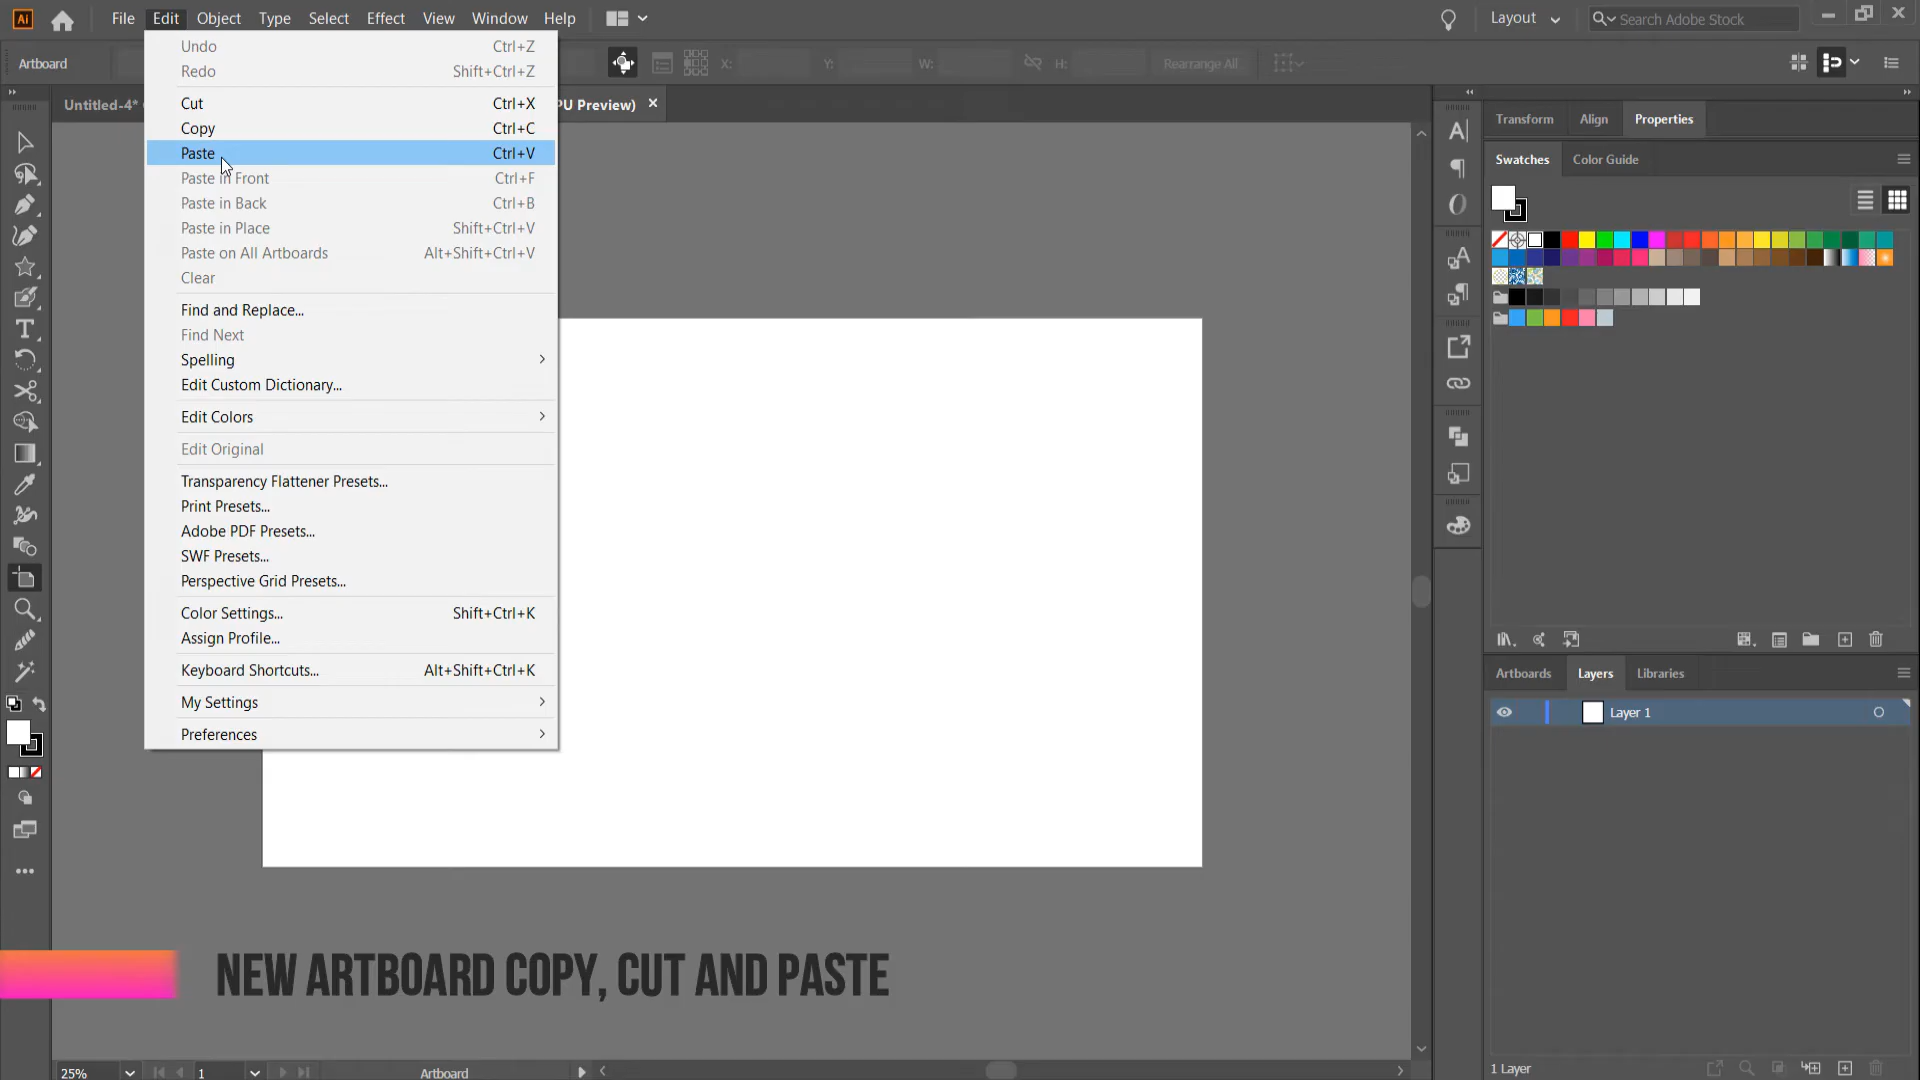 Ai File Edit Object Type Select Effect View Window Help Layout Search Adobe Stock
Artboard X: Y: W: H: Rearrange All
Untitled-4* PU Preview) ×
Undo Ctrl+Z
Redo Shift+Ctrl+Z
Cut Ctrl+X
Copy Ctrl+C
Paste Ctrl+V
Paste in Front Ctrl+F
Paste in Back Ctrl+B
Paste in Place Shift+Ctrl+V
Paste on All Artboards Alt+Shift+Ctrl+V
Clear
Find and Replace...
Find Next
Spelling
Edit Custom Dictionary...
Edit Colors
Edit Original
Transparency Flattener Presets...
Print Presets...
Adobe PDF Presets...
SWF Presets...
Perspective Grid Presets...
Color Settings... Shift+Ctrl+K
Assign Profile...
Keyboard Shortcuts... Alt+Shift+Ctrl+K
My Settings
Preferences
Transform Align Properties
Swatches Color Guide
Artboards Layers Libraries
Layer 1
NEW ARTBOARD COPY, CUT AND PASTE
25% 1 Artboard
1 Layer